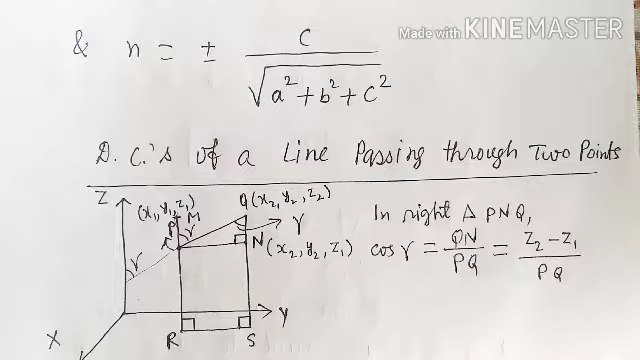 Made with KINEMASTER
& n = ± c / √(a² + b² + c²)
D. C.'s of a Line Passing through Two Points
Z
(x₁, y₁, z₁) M
Q(x₂, y₂, z₂)
P
γ
γ
γ
N(x₂, y₂, z₁)
In right Δ PNQ,
cos γ = QN / PQ = z₂ - z₁ / PQ
X
Y
R
S